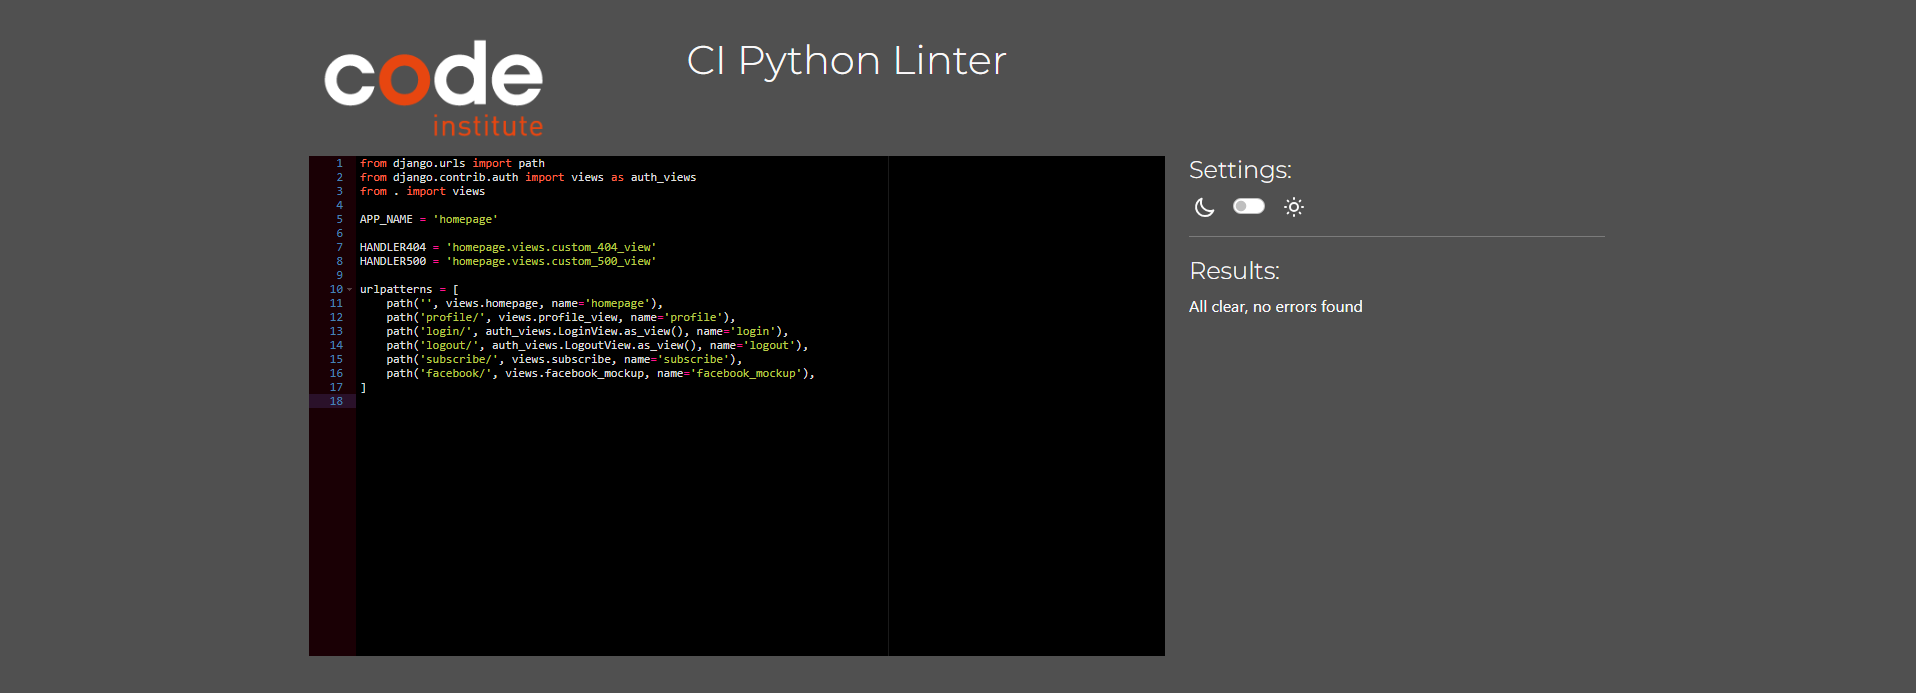 code
institute
CI Python Linter
1 from django.urls import path
2 from django.contrib.auth import views as auth_views
3 from . import views
4
5 APP_NAME = 'homepage'
6
7 HANDLER404 = 'homepage.views.custom_404_view'
8 HANDLER500 = 'homepage.views.custom_500_view'
9
10 urlpatterns = [
11     path('', views.homepage, name='homepage'),
12     path('profile/', views.profile_view, name='profile'),
13     path('login/', auth_views.LoginView.as_view(), name='login'),
14     path('logout/', auth_views.LogoutView.as_view(), name='logout'),
15     path('subscribe/', views.subscribe, name='subscribe'),
16     path('facebook/', views.facebook_mockup, name='facebook_mockup'),
17 ]
18
Settings:
Results:
All clear, no errors found